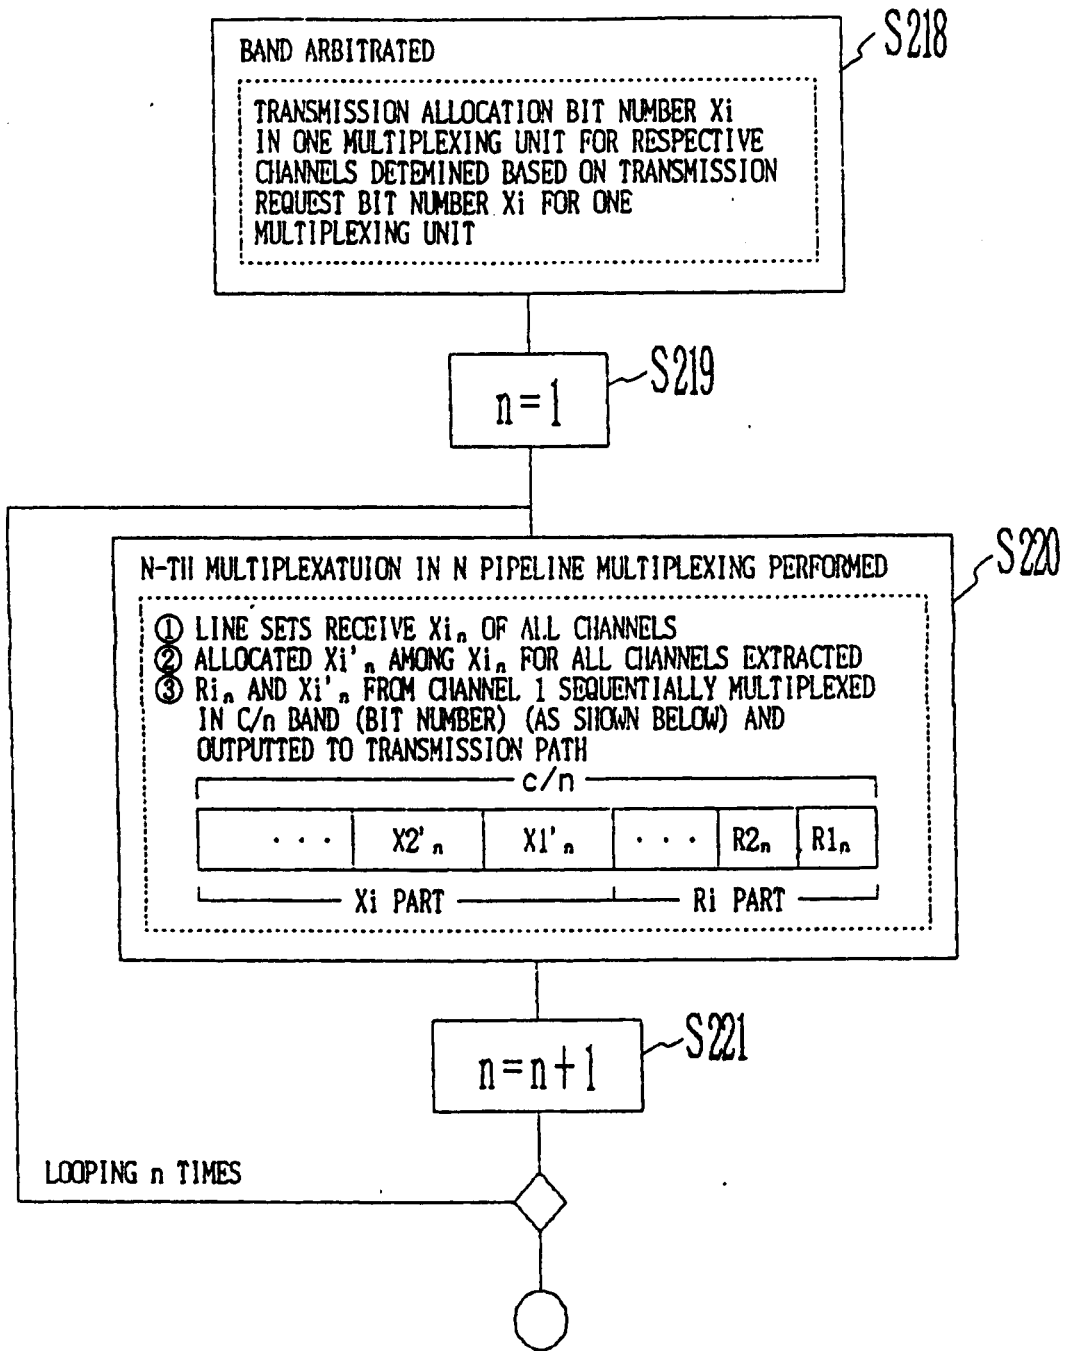 S218
BAND ARBITRATED
TRANSMISSION ALLOCATION BIT NUMBER Xi
IN ONE MULTIPLEXING UNIT FOR RESPECTIVE
CHANNELS DETEMINED BASED ON TRANSMISSION
REQUEST BIT NUMBER Xi FOR ONE
MULTIPLEXING UNIT
S219
n=1
S220
N-TH MULTIPLEXATUION IN N PIPELINE MULTIPLEXING PERFORMED
① LINE SETS RECEIVE Xiₙ OF ALL CHANNELS
② ALLOCATED Xi'ₙ AMONG Xiₙ FOR ALL CHANNELS EXTRACTED
③ Riₙ AND Xi'ₙ FROM CHANNEL 1 SEQUENTIALLY MULTIPLEXED
IN C/n BAND (BIT NUMBER) (AS SHOWN BELOW) AND
OUTPUTTED TO TRANSMISSION PATH
c/n
··· X2'ₙ X1'ₙ ··· R2ₙ R1ₙ
Xi PART Ri PART
S221
n=n+1
LOOPING n TIMES